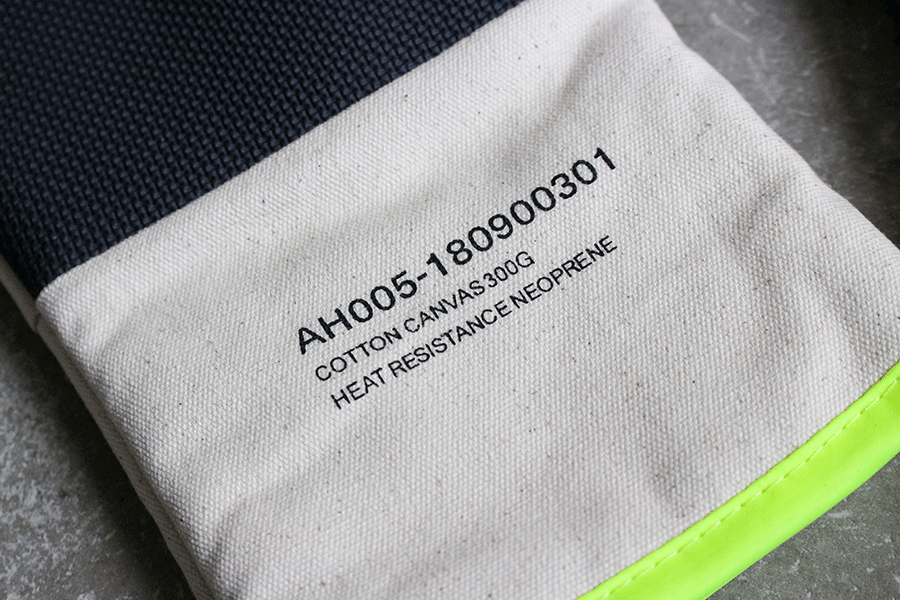 AH005-180900301
COTTON CANVAS 300G
HEAT RESISTANCE NEOPRENE